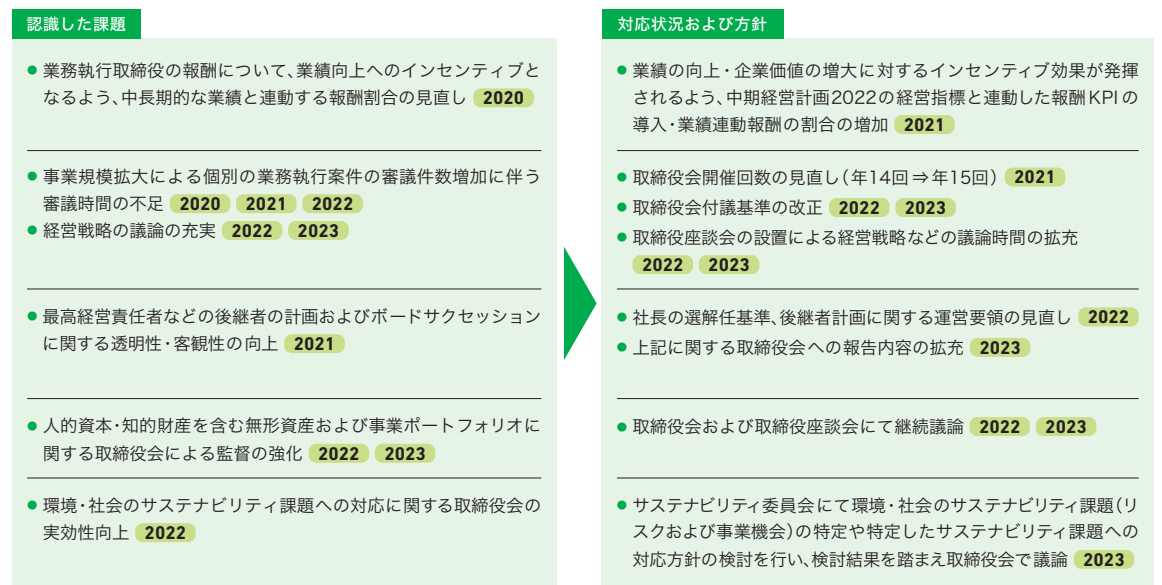 認識した課題
● 業務執行取締役の報酬について、業績向上へのインセンティブと
なるよう、中長期的な業績と連動する報酬割合の見直し 2020
● 事業規模拡大による個別の業務執行案件の審議件数増加に伴う
審議時間の不足 2020 2021 2022
● 経営戦略の議論の充実 2022 2023
● 最高経営責任者などの後継者の計画およびボードサクセッション
に関する透明性・客観性の向上 2021
● 人的資本・知的財産を含む無形資産および事業ポートフォリオに
関する取締役会による監督の強化 2022 2023
● 環境・社会のサステナビリティ課題への対応に関する取締役会の
実効性向上 2022
対応状況および方針
● 業績の向上・企業価値の増大に対するインセンティブ効果が発揮
されるよう、中期経営計画2022の経営指標と連動した報酬KPIの
導入・業績連動報酬の割合の増加 2021
● 取締役会開催回数の見直し（年14回⇒年15回） 2021
● 取締役会付議基準の改正 2022 2023
● 取締役座談会の設置による経営戦略などの議論時間の拡充
2022 2023
● 社長の選解任基準、後継者計画に関する運営要領の見直し 2022
● 上記に関する取締役会への報告内容の拡充 2023
● 取締役会および取締役座談会にて継続議論 2022 2023
● サステナビリティ委員会にて環境・社会のサステナビリティ課題（リ
スクおよび事業機会）の特定や特定したサステナビリティ課題への
対応方針の検討を行い、検討結果を踏まえ取締役会で議論 2023